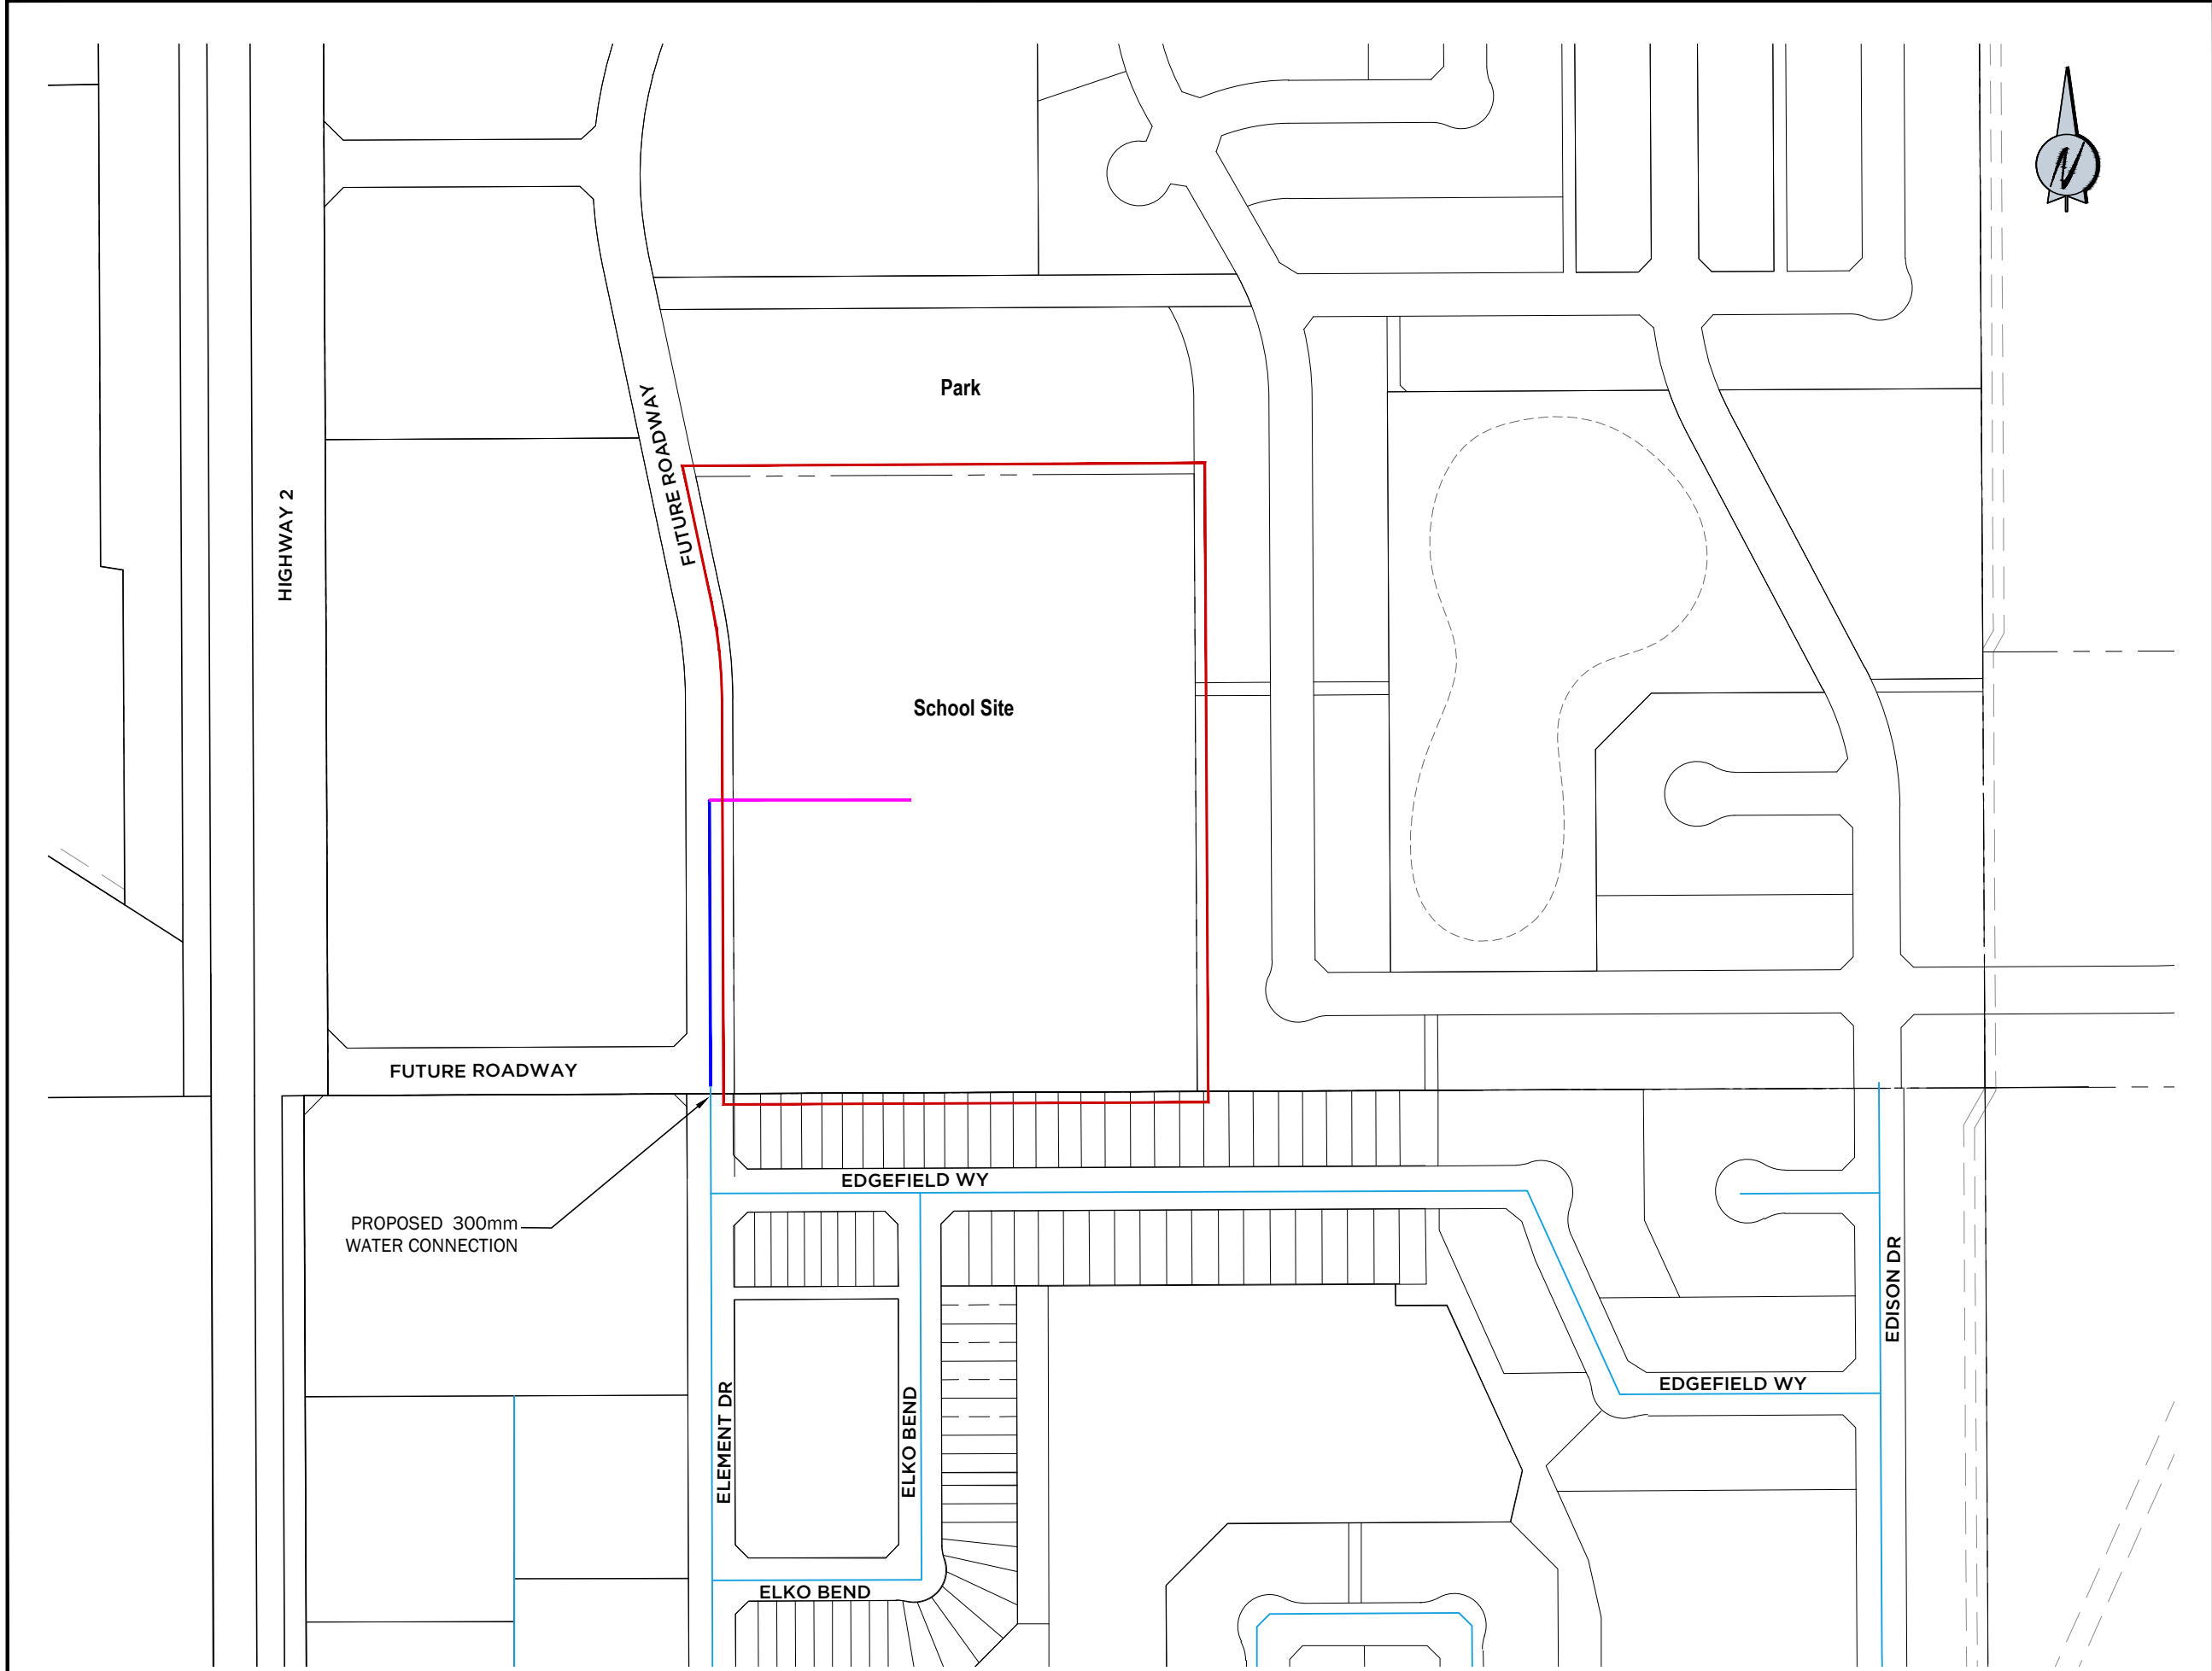 N
Park
FUTURE ROADWAY
HIGHWAY 2
School Site
FUTURE ROADWAY
EDGEFIELD WY
PROPOSED 300mm
WATER CONNECTION
EDISON DR
EDGEFIELD WY
ELEMENT DR
ELKO BEND
ELKO BEND